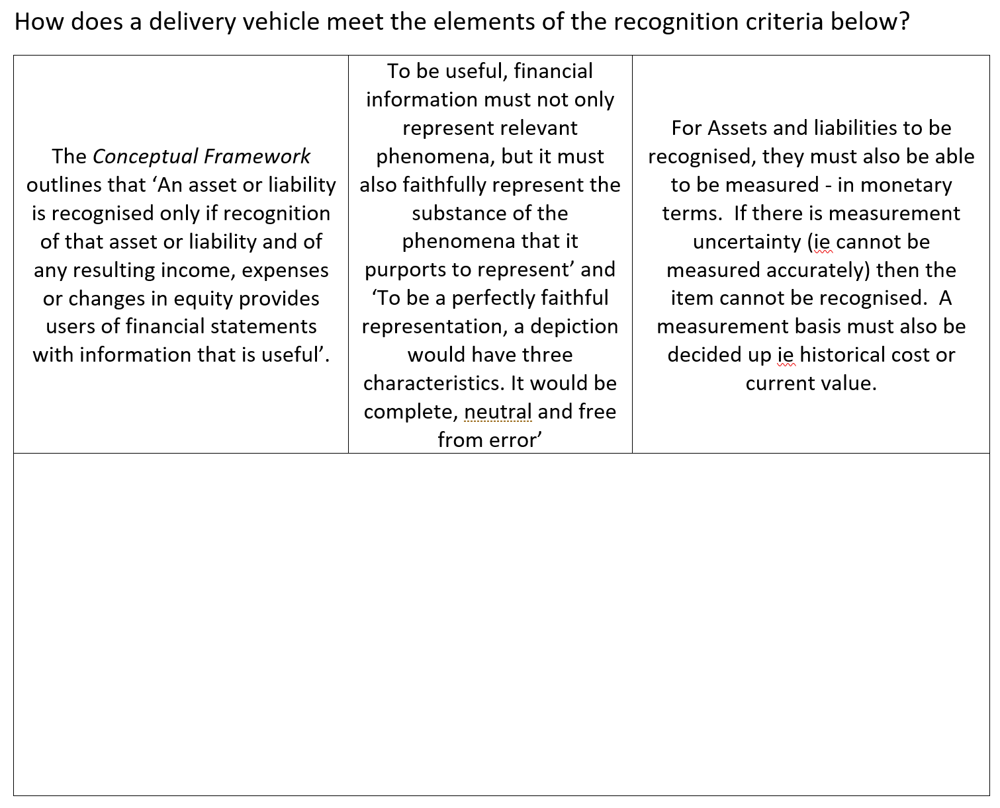 How does a delivery vehicle meet the elements of the recognition criteria below?
The Conceptual Framework
outlines that ‘An asset or liability
is recognised only if recognition
of that asset or liability and of
any resulting income, expenses
or changes in equity provides
users of financial statements
with information that is useful’.
To be useful, financial
information must not only
represent relevant
phenomena, but it must
also faithfully represent the
substance of the
phenomena that it
purports to represent’ and
‘To be a perfectly faithful
representation, a depiction
would have three
characteristics. It would be
complete, neutral and free
from error’
For Assets and liabilities to be
recognised, they must also be able
to be measured - in monetary
terms.  If there is measurement
uncertainty (ie cannot be
measured accurately) then the
item cannot be recognised.  A
measurement basis must also be
decided up ie historical cost or
current value.